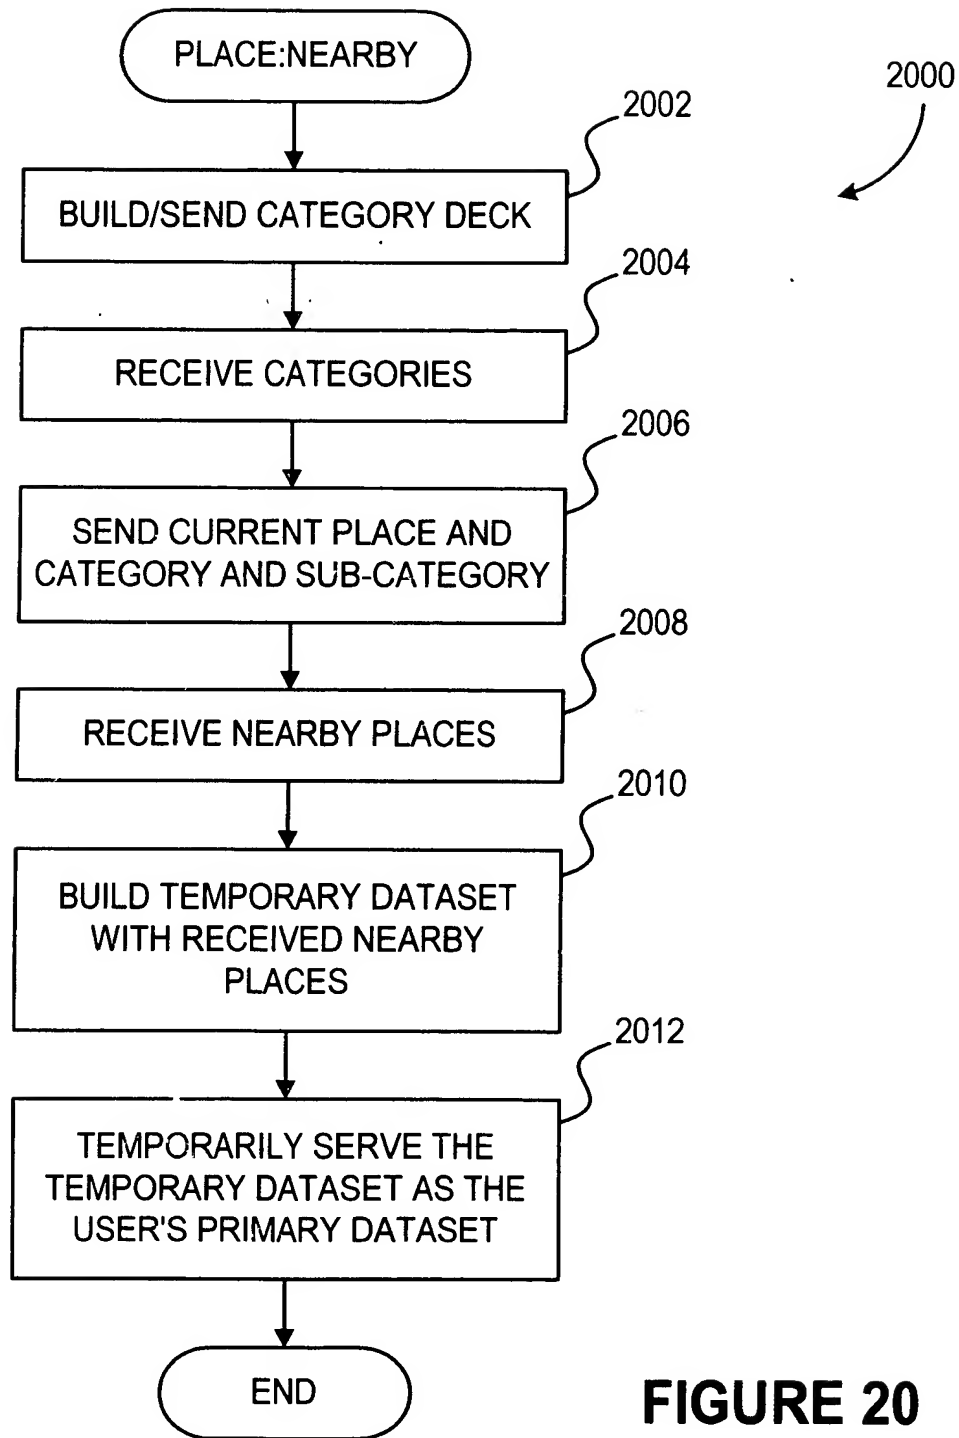 PLACE:NEARBY
2000
2002
BUILD/SEND CATEGORY DECK
2004
RECEIVE CATEGORIES
2006
SEND CURRENT PLACE AND
CATEGORY AND SUB-CATEGORY
2008
RECEIVE NEARBY PLACES
2010
BUILD TEMPORARY DATASET
WITH RECEIVED NEARBY
PLACES
2012
TEMPORARILY SERVE THE
TEMPORARY DATASET AS THE
USER'S PRIMARY DATASET
END
FIGURE 20